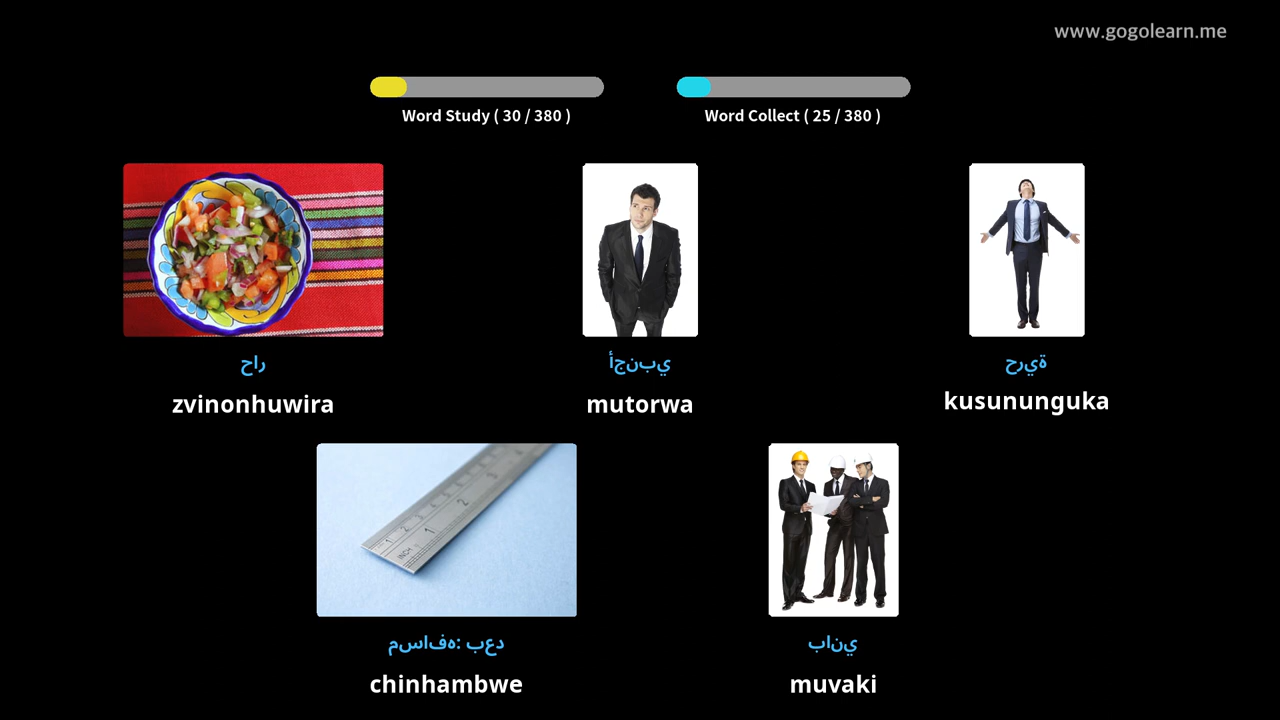 www.gogolearn.me
Word Study ( 30 / 380 )
Word Collect ( 25 / 380 )
حار
أجنبي
حرية
zvinonhuwira
mutorwa
kusununguka
مسافه: بعد
باني
chinhambwe
muvaki